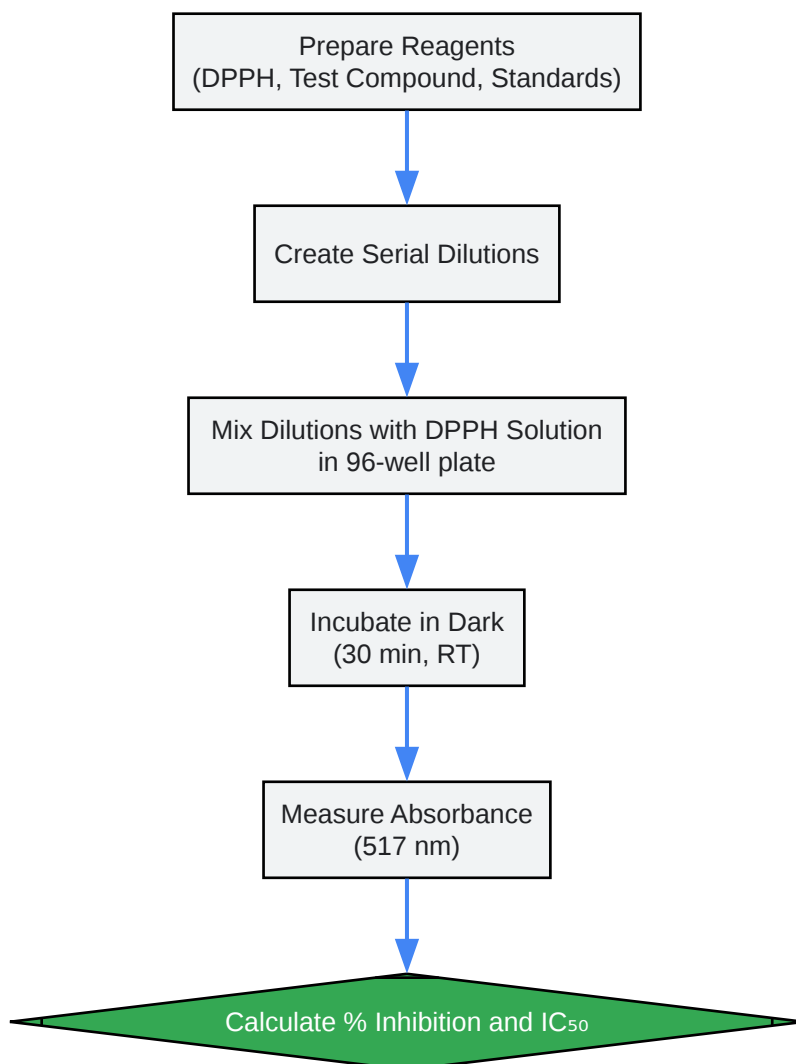 Prepare Reagents
(DPPH, Test Compound, Standards)
Create Serial Dilutions
Mix Dilutions with DPPH Solution
in 96-well plate
Incubate in Dark
(30 min, RT)
Measure Absorbance
(517 nm)
Calculate % Inhibition and IC₅₀